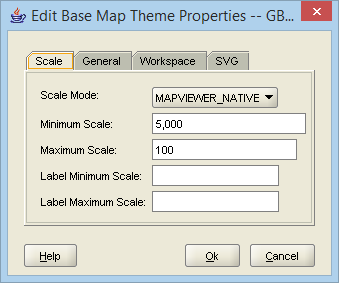 Edit Base Map Theme Properties -- GB...
Scale General Workspace SVG
Scale Mode: MAPVIEWER_NATIVE
Minimum Scale: 5,000
Maximum Scale: 100
Label Minimum Scale:
Label Maximum Scale:
Help Ok Cancel